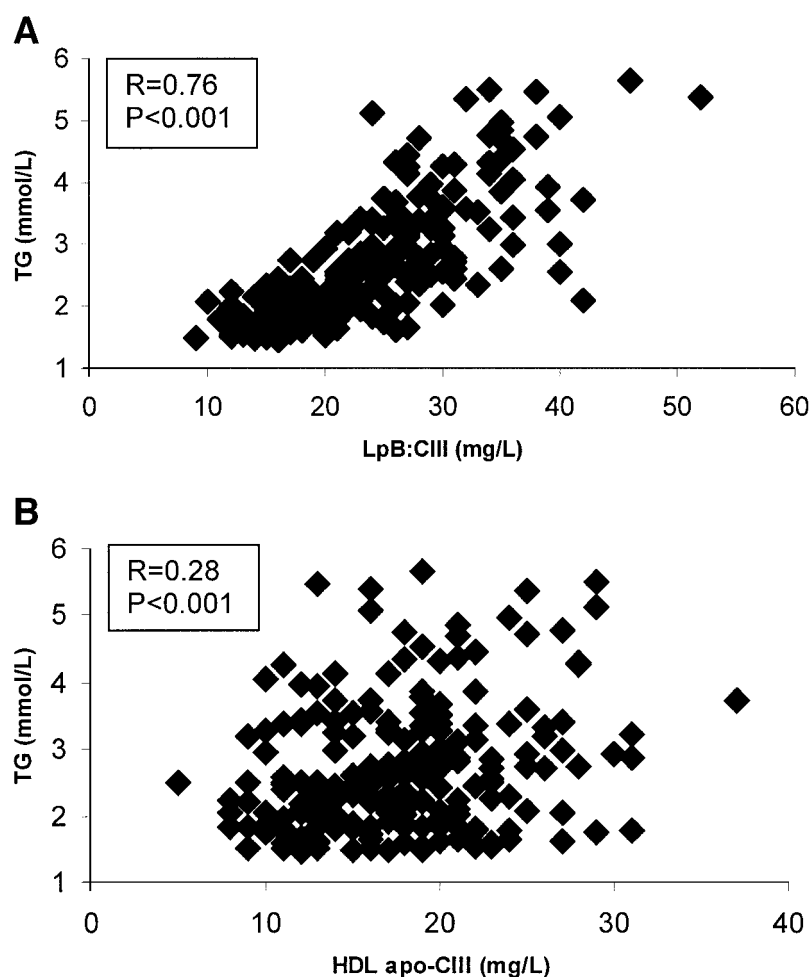 A
R=0.76
P<0.001
TG (mmol/L)
6
5
4
3
2
1
0
10
20
30
40
50
60
LpB:CIII (mg/L)
B
R=0.28
P<0.001
TG (mmol/L)
6
5
4
3
2
1
0
10
20
30
40
HDL apo-CIII (mg/L)